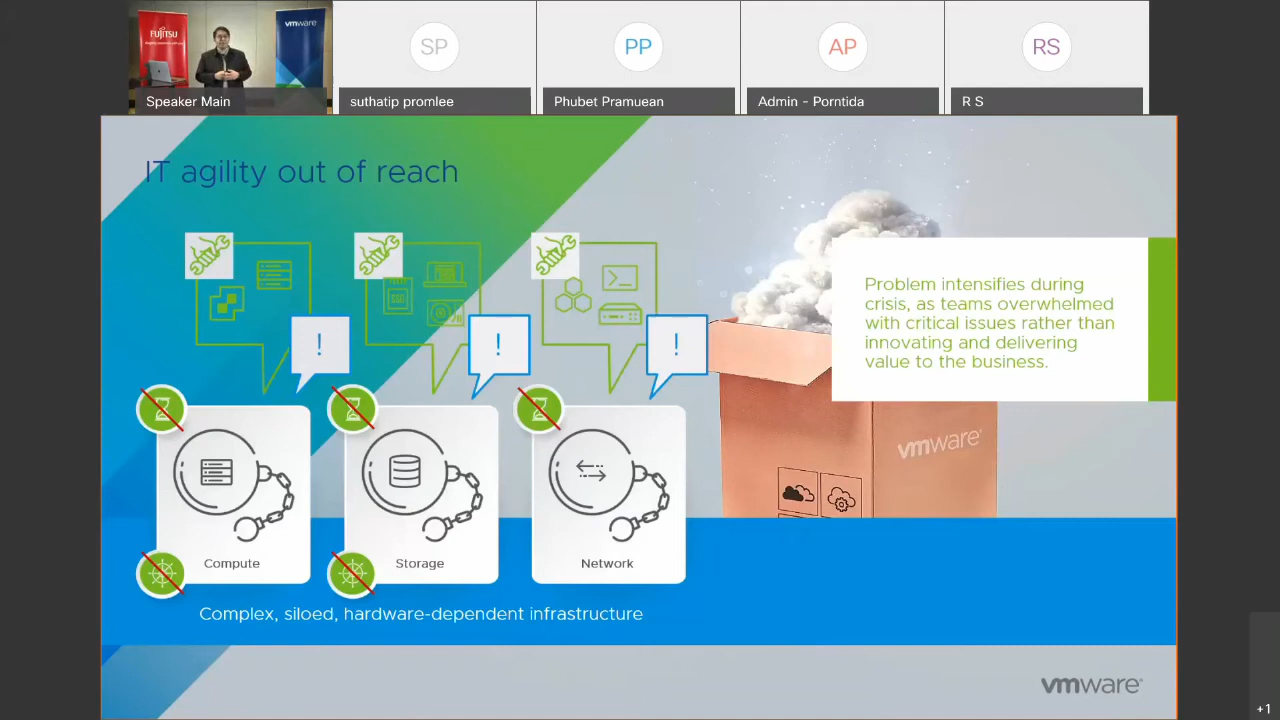 FUJITSU
vmware
SP
PP
AP
RS
Speaker Main
suthatip promlee
Phubet Pramuean
Admin - Porntida
R S
IT agility out of reach
SSD
!
!
!
Problem intensifies during
crisis, as teams overwhelmed
with critical issues rather than
innovating and delivering
value to the business.
vmware®
Compute
Storage
Network
Complex, siloed, hardware-dependent infrastructure
vmware®
+1